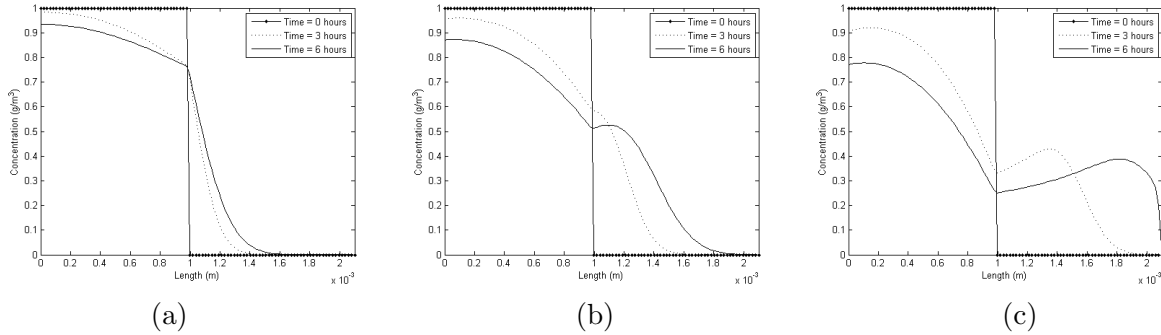 Time = 0 hours
Time = 3 hours
Time = 6 hours
Concentration (g/m³)
1
0.9
0.8
0.7
0.6
0.5
0.4
0.3
0.2
0.1
0
0 0.2 0.4 0.6 0.8 1 1.2 1.4 1.6 1.8 2
Length (m)
x 10⁻³
(a)
Time = 0 hours
Time = 3 hours
Time = 6 hours
Concentration (g/m³)
1
0.9
0.8
0.7
0.6
0.5
0.4
0.3
0.2
0.1
0
0 0.2 0.4 0.6 0.8 1 1.2 1.4 1.6 1.8 2
Length (m)
x 10⁻³
(b)
Time = 0 hours
Time = 3 hours
Time = 6 hours
Concentration (g/m³)
1
0.9
0.8
0.7
0.6
0.5
0.4
0.3
0.2
0.1
0
0 0.2 0.4 0.6 0.8 1 1.2 1.4 1.6 1.8 2
Length (m)
x 10⁻³
(c)